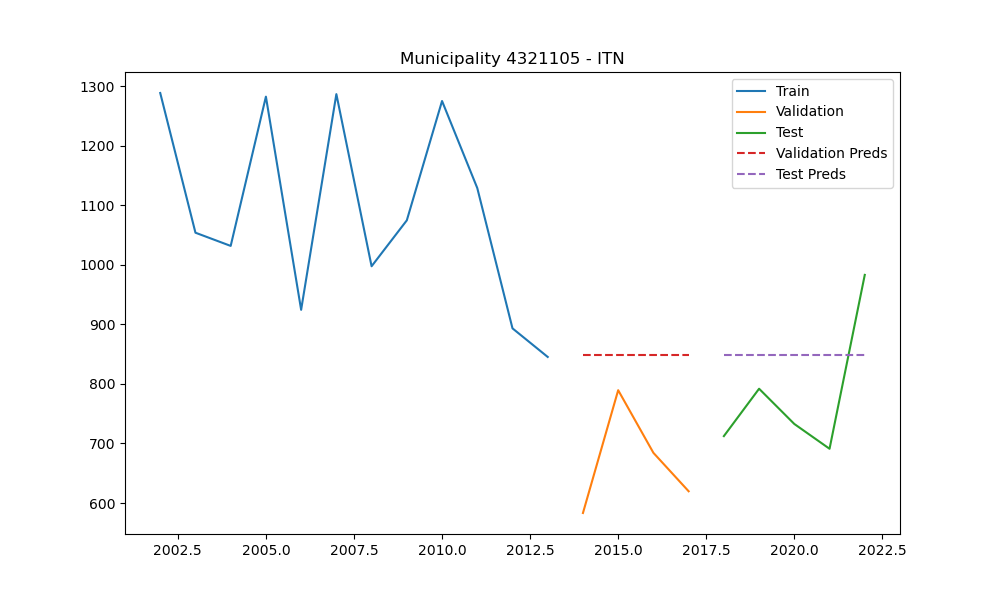 Municipality 4321105 - ITN
Train
Validation
Test
Validation Preds
Test Preds
1300
1200
1100
1000
900
800
700
600
2002.5 2005.0 2007.5 2010.0 2012.5 2015.0 2017.5 2020.0 2022.5